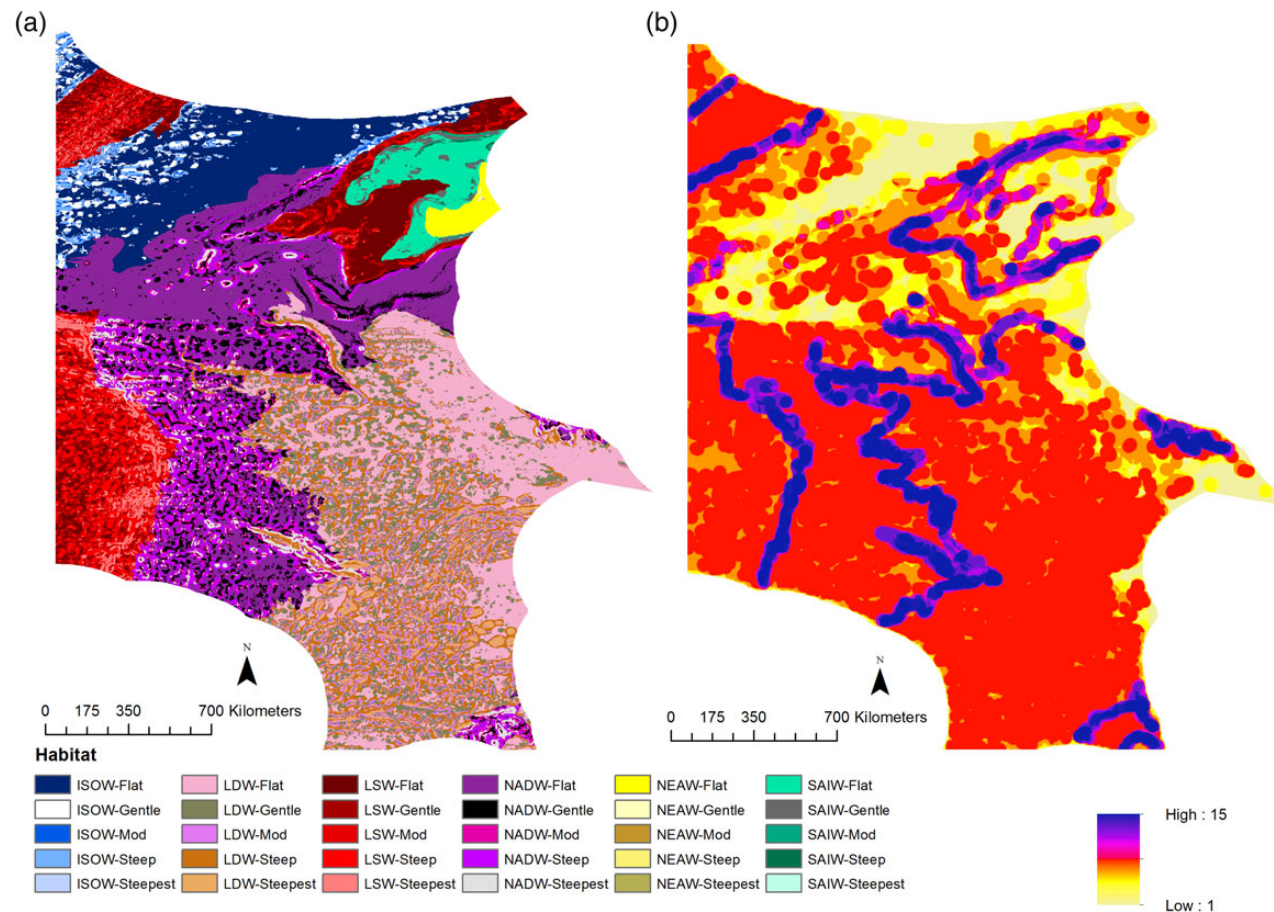 (a)
(b)
N
0 175 350 700 Kilometers
N
0 175 350 700 Kilometers
Habitat
ISOW-Flat LDW-Flat LSW-Flat NADW-Flat NEAW-Flat SAIW-Flat
ISOW-Gentle LDW-Gentle LSW-Gentle NADW-Gentle NEAW-Gentle SAIW-Gentle
ISOW-Mod LDW-Mod LSW-Mod NADW-Mod NEAW-Mod SAIW-Mod
ISOW-Steep LDW-Steep LSW-Steep NADW-Steep NEAW-Steep SAIW-Steep
ISOW-Steepest LDW-Steepest LSW-Steepest NADW-Steepest NEAW-Steepest SAIW-Steepest
High : 15
Low : 1